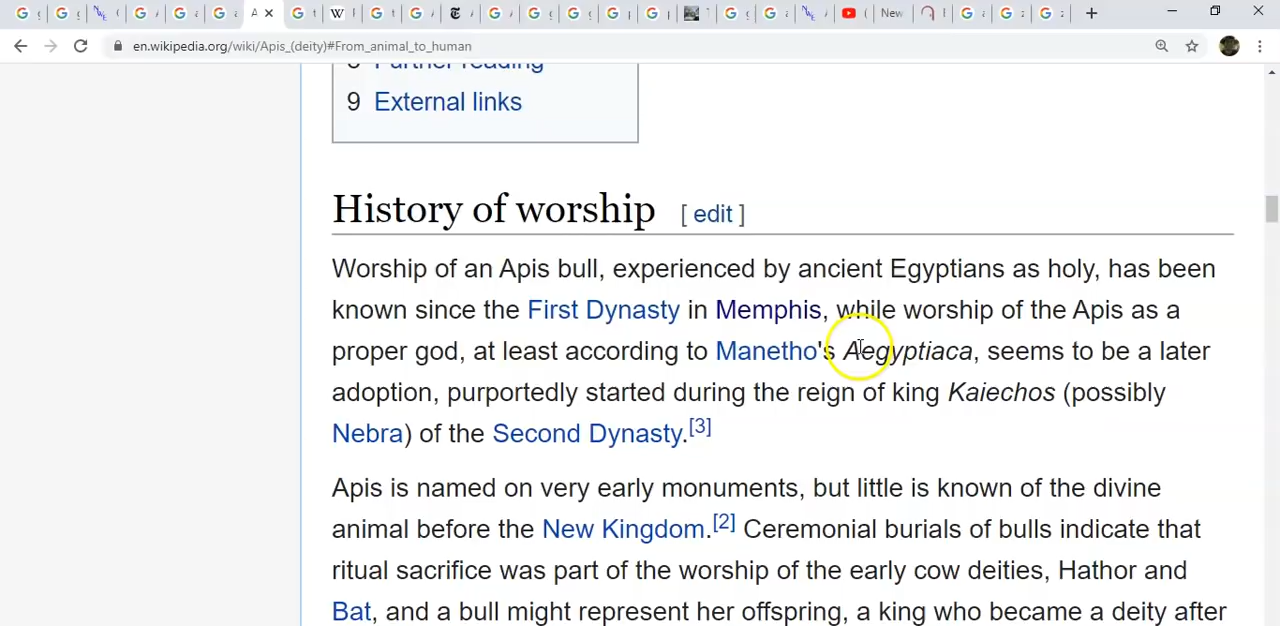 en.wikipedia.org/wiki/Apis_(deity)#From_animal_to_human
New
Further reading
9 External links
History of worship [ edit ]
Worship of an Apis bull, experienced by ancient Egyptians as holy, has been
known since the First Dynasty in Memphis, while worship of the Apis as a
proper god, at least according to Manetho's Aegyptiaca, seems to be a later
adoption, purportedly started during the reign of king Kaiechos (possibly
Nebra) of the Second Dynasty.[3]
Apis is named on very early monuments, but little is known of the divine
animal before the New Kingdom.[2] Ceremonial burials of bulls indicate that
ritual sacrifice was part of the worship of the early cow deities, Hathor and
Bat, and a bull might represent her offspring, a king who became a deity after